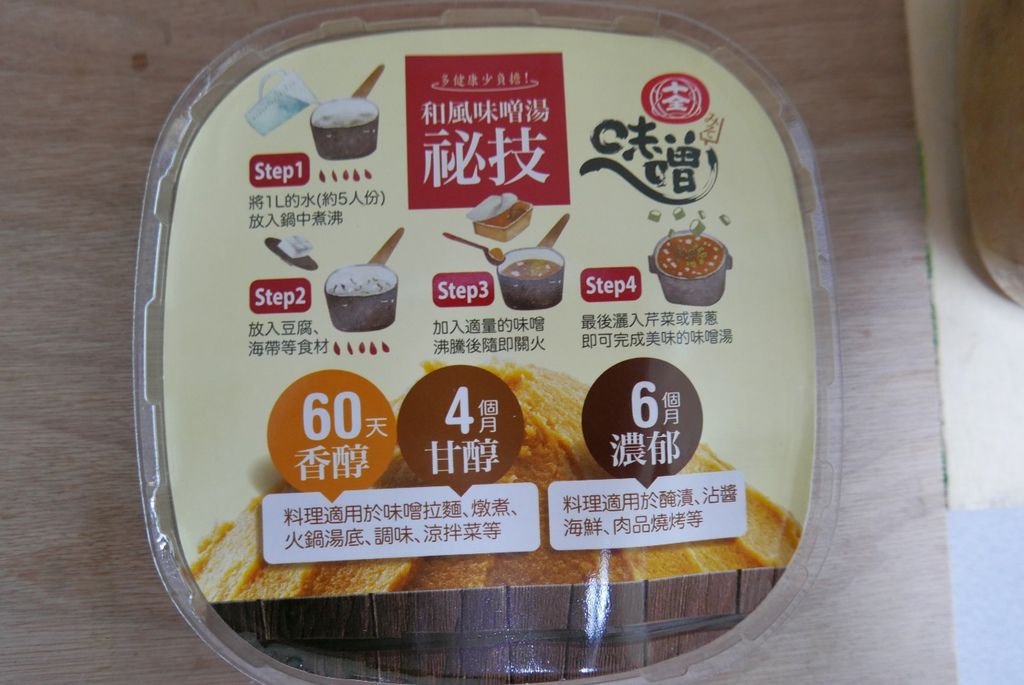 多健康少負擔!
和風味噌湯
祕技
十全
味噌
Step1
將1L的水(約5人份)
放入鍋中煮沸
Step2
放入豆腐、
海帶等食材
Step3
加入適量的味噌
沸騰後隨即關火
Step4
最後灑入芹菜或青蔥
即可完成美味的味噌湯
60天
香醇
4個月
甘醇
6個月
濃郁
料理適用於味噌拉麵、燉煮、
火鍋湯底、調味、涼拌菜等
料理適用於醃漬、沾醬
海鮮、肉品燒烤等